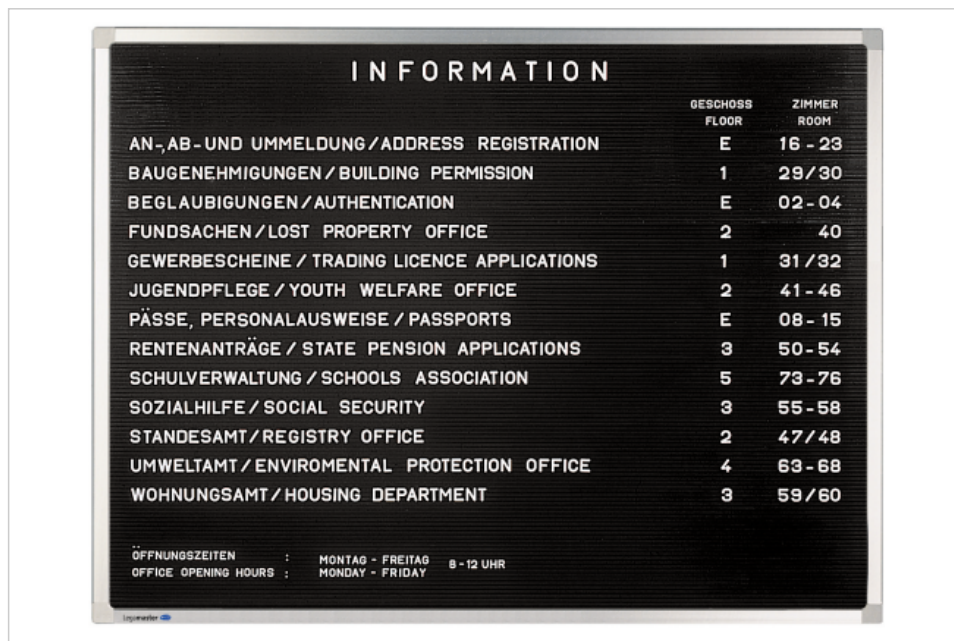 INFORMATION
GESCHOSS ZIMMER
FLOOR ROOM
AN-,AB-UND UMMELDUNG/ADDRESS REGISTRATION E 16-23
BAUGENEHMIGUNGEN/BUILDING PERMISSION 1 29/30
BEGLAUBIGUNGEN/AUTHENTICATION E 02-04
FUNDSACHEN/LOST PROPERTY OFFICE 2 40
GEWERBESCHEINE/TRADING LICENCE APPLICATIONS 1 31/32
JUGENDPFLEGE/YOUTH WELFARE OFFICE 2 41-46
PÄSSE, PERSONALAUSWEISE/PASSPORTS E 08-15
RENTENANTRÄGE/STATE PENSION APPLICATIONS 3 50-54
SCHULVERWALTUNG/SCHOOLS ASSOCIATION 5 73-76
SOZIALHILFE/SOCIAL SECURITY 3 55-58
STANDESAMT/REGISTRY OFFICE 2 47/48
UMWELTAMT/ENVIROMENTAL PROTECTION OFFICE 4 63-68
WOHNUNGSAMT/HOUSING DEPARTMENT 3 59/60
ÖFFNUNGSZEITEN : MONTAG - FREITAG 8-12 UHR
OFFICE OPENING HOURS : MONDAY - FRIDAY
Legamaster